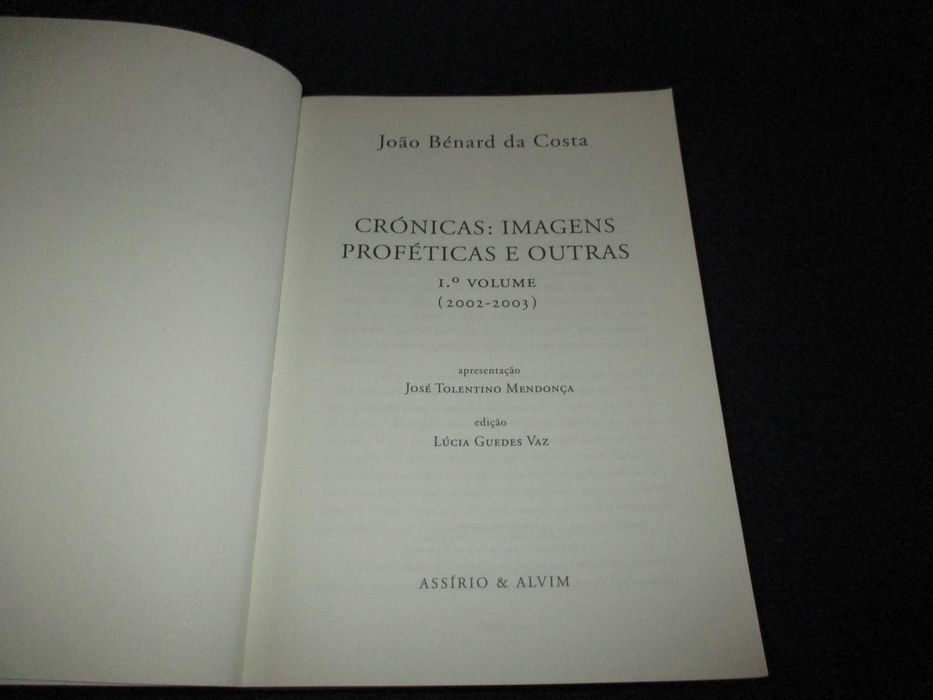 João Bénard da Costa
CRÓNICAS: IMAGENS
PROFÉTICAS E OUTRAS
1.º VOLUME
(2002-2003)
apresentação
JOSÉ TOLENTINO MENDONÇA
edição
LÚCIA GUEDES VAZ
ASSÍRIO & ALVIM